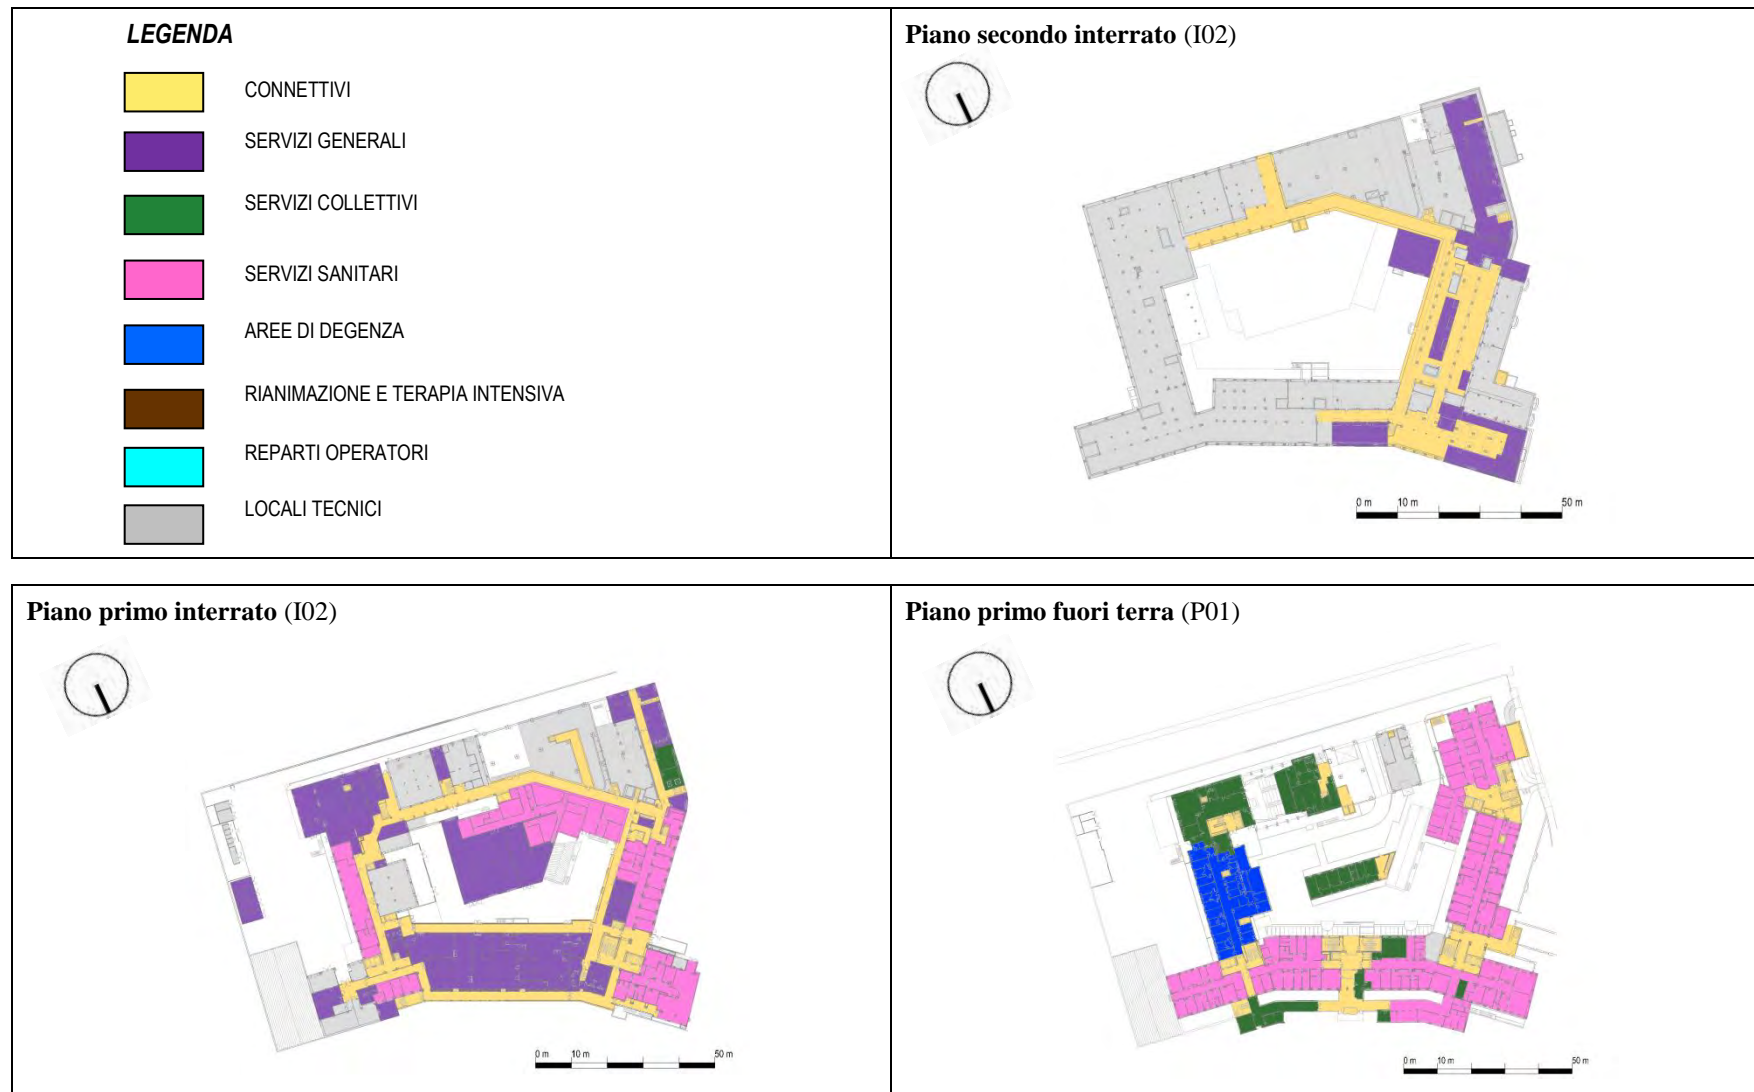 LEGENDA
CONNETTIVI
SERVIZI GENERALI
SERVIZI COLLETTIVI
SERVIZI SANITARI
AREE DI DEGENZA
RIANIMAZIONE E TERAPIA INTENSIVA
REPARTI OPERATORI
LOCALI TECNICI
Piano secondo interrato (I02)
0 m 10 m 50 m
Piano primo interrato (I02)
0 m 10 m 50 m
Piano primo fuori terra (P01)
0 m 10 m 50 m